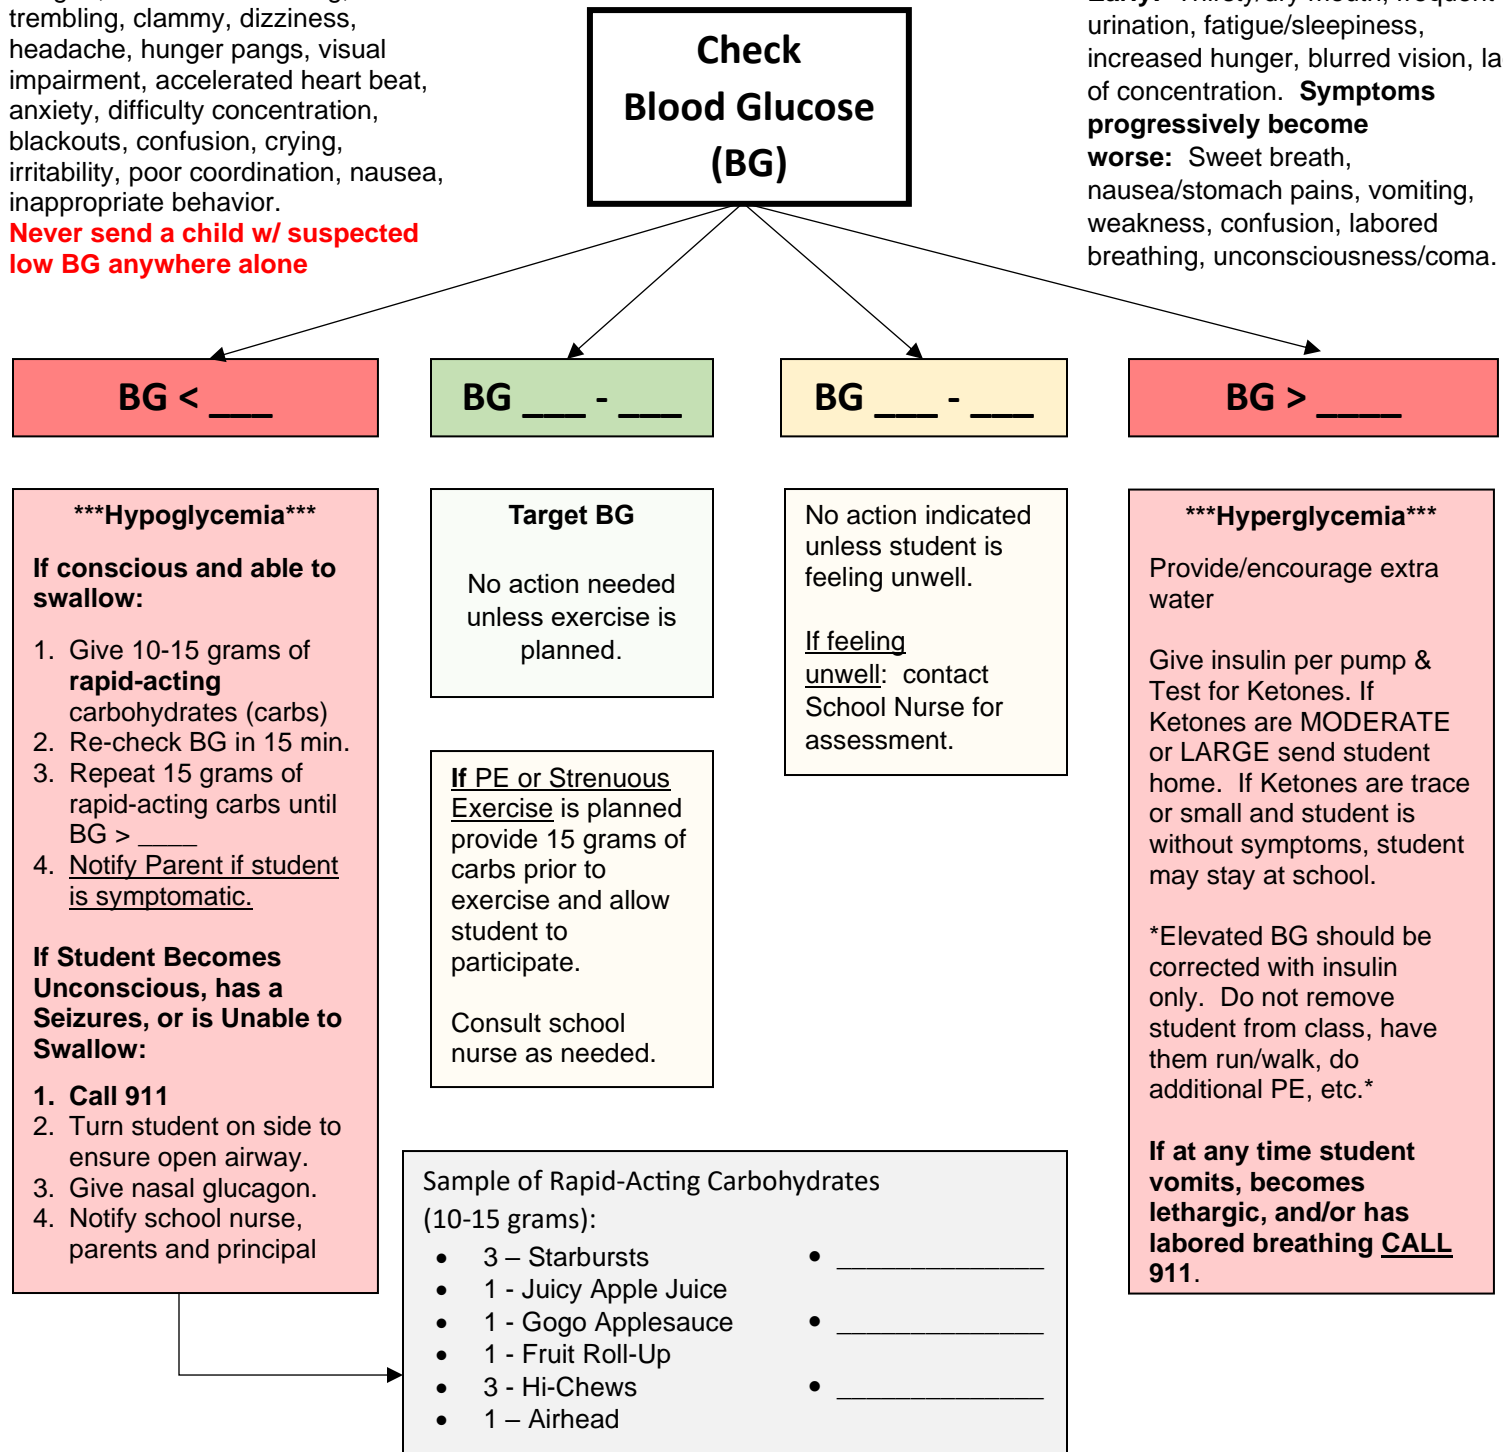 trembling, clammy, dizziness,
headache, hunger pangs, visual
impairment, accelerated heart beat,
anxiety, difficulty concentration,
blackouts, confusion, crying,
irritability, poor coordination, nausea,
inappropriate behavior.
Never send a child w/ suspected
low BG anywhere alone
Check
Blood Glucose
(BG)
urination, fatigue/sleepiness,
increased hunger, blurred vision, la
of concentration. Symptoms
progressively become
worse: Sweet breath,
nausea/stomach pains, vomiting,
weakness, confusion, labored
breathing, unconsciousness/coma.
BG < ___
BG ___ - ___
BG ___ - ___
BG > ____
***Hypoglycemia***
If conscious and able to
swallow:
1. Give 10-15 grams of
rapid-acting
carbohydrates (carbs)
2. Re-check BG in 15 min.
3. Repeat 15 grams of
rapid-acting carbs until
BG > ____
4. Notify Parent if student
is symptomatic.
If Student Becomes
Unconscious, has a
Seizures, or is Unable to
Swallow:
1. Call 911
2. Turn student on side to
ensure open airway.
3. Give nasal glucagon.
4. Notify school nurse,
parents and principal
Target BG
No action needed
unless exercise is
planned.
If PE or Strenuous
Exercise is planned
provide 15 grams of
carbs prior to
exercise and allow
student to
participate.
Consult school
nurse as needed.
No action indicated
unless student is
feeling unwell.
If feeling
unwell: contact
School Nurse for
assessment.
***Hyperglycemia***
Provide/encourage extra
water
Give insulin per pump &
Test for Ketones. If
Ketones are MODERATE
or LARGE send student
home. If Ketones are trace
or small and student is
without symptoms, student
may stay at school.
*Elevated BG should be
corrected with insulin
only. Do not remove
student from class, have
them run/walk, do
additional PE, etc.*
If at any time student
vomits, becomes
lethargic, and/or has
labored breathing CALL
911.
Sample of Rapid-Acting Carbohydrates
(10-15 grams):
• 3 – Starbursts
• 1 - Juicy Apple Juice
• 1 - Gogo Applesauce
• 1 - Fruit Roll-Up
• 3 - Hi-Chews
• 1 – Airhead
• ______________
• ______________
• ______________